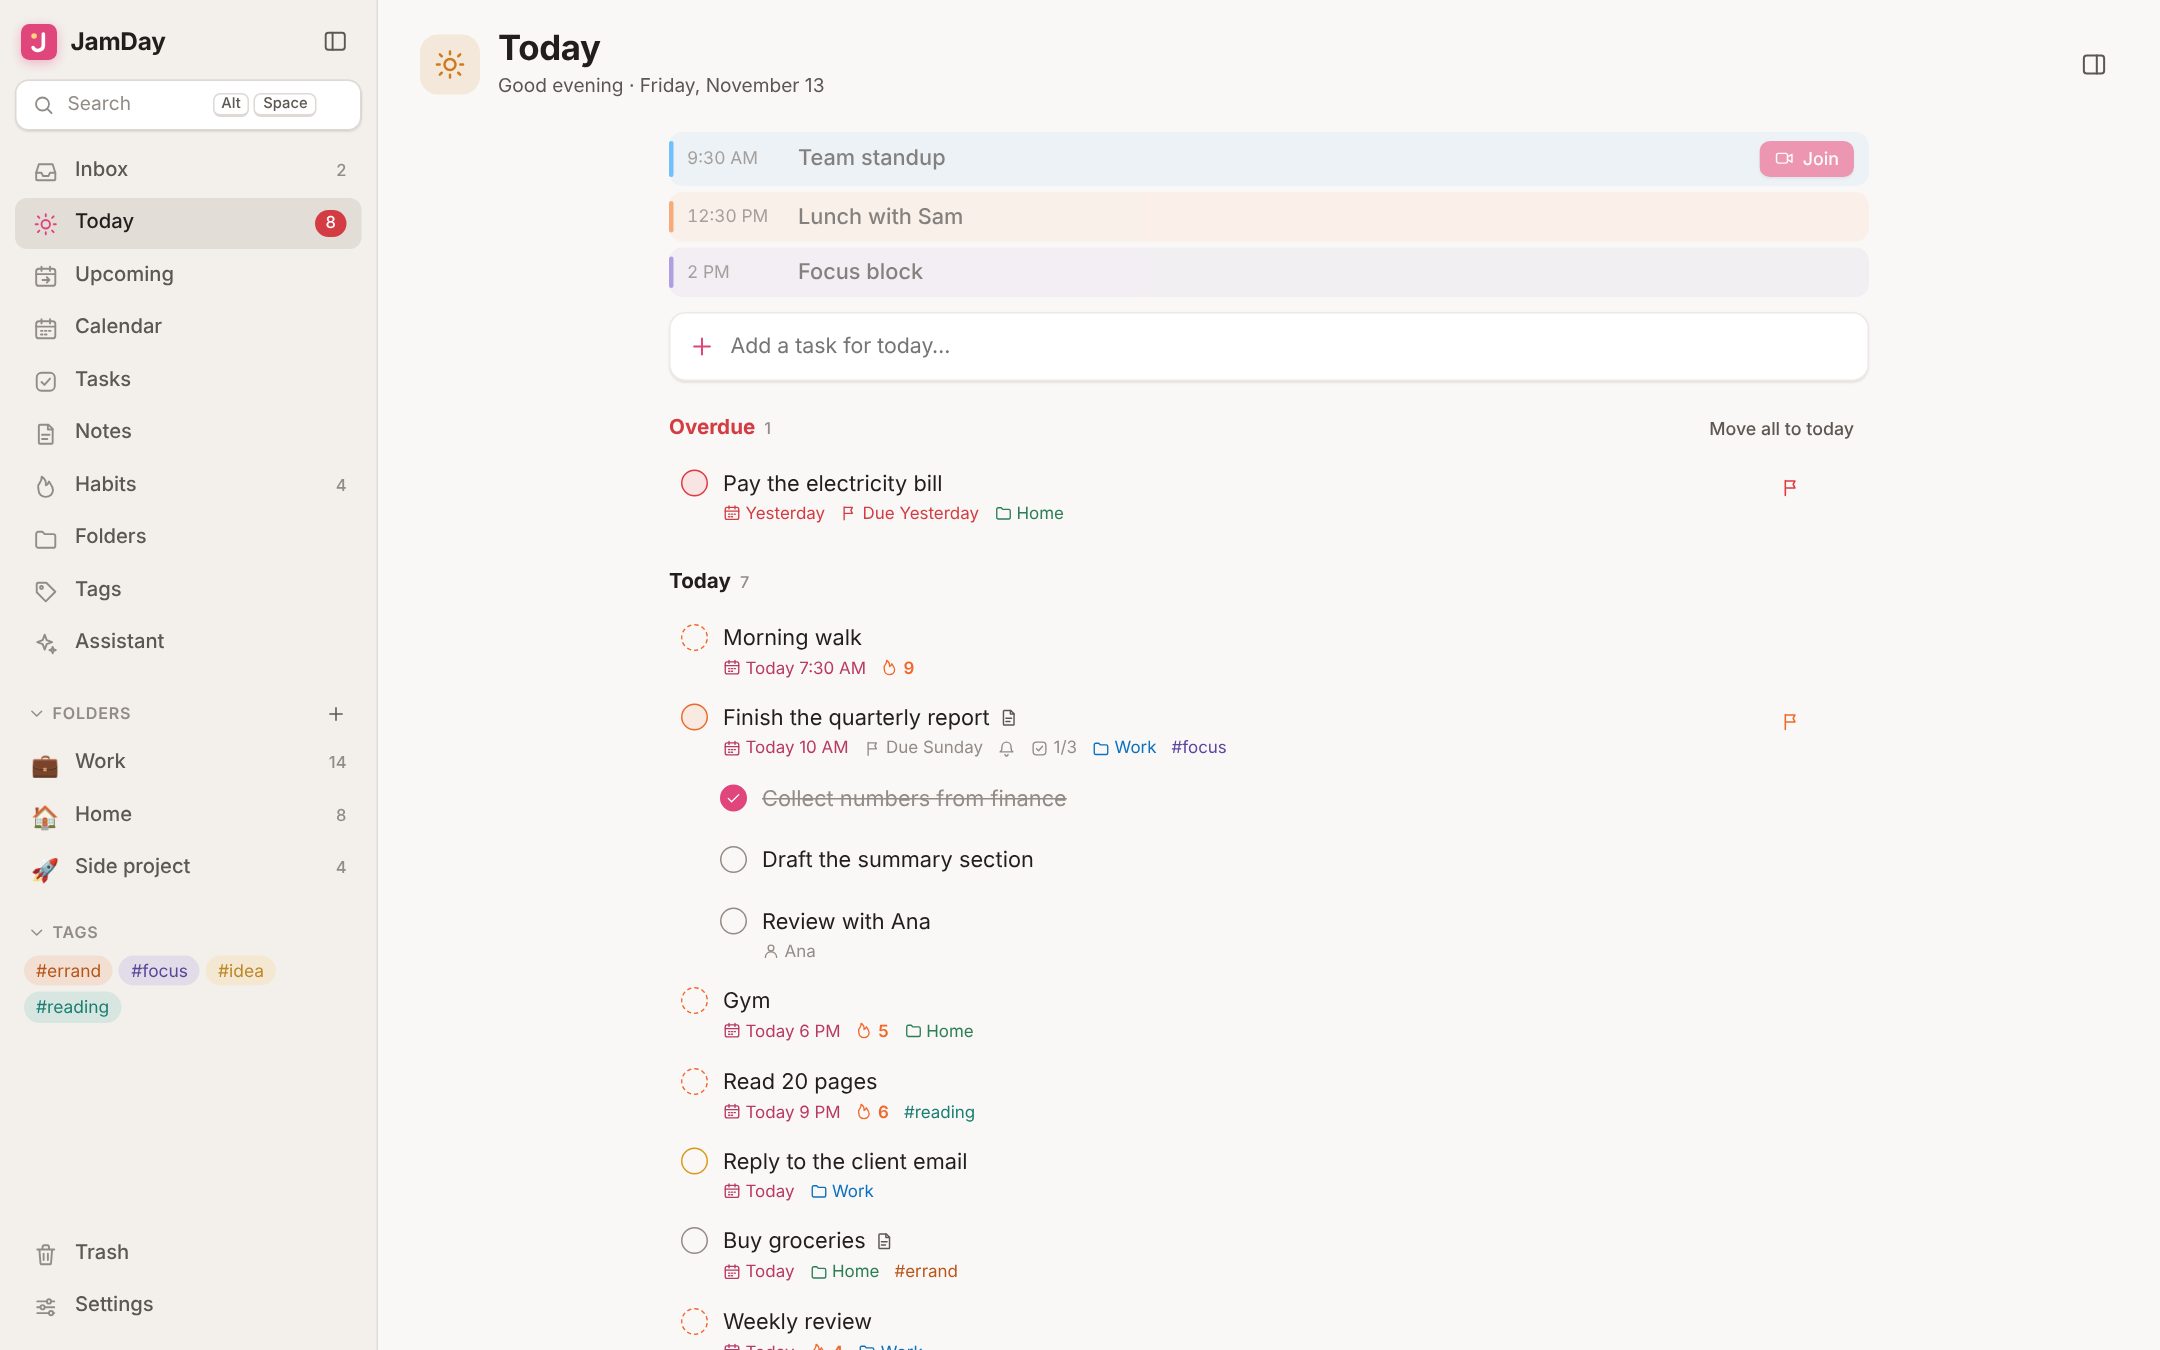 JamDay
Search Alt Space
Inbox 2
Today 8
Upcoming
Calendar
Tasks
Notes
Habits 4
Folders
Tags
Assistant
FOLDERS
Work 14
Home 8
Side project 4
TAGS
#errand #focus #idea
#reading
Trash
Settings
Today
Good evening · Friday, November 13
9:30 AM Team standup Join
12:30 PM Lunch with Sam
2 PM Focus block
Add a task for today...
Overdue 1 Move all to today
Pay the electricity bill
Yesterday Due Yesterday Home
Today 7
Morning walk
Today 7:30 AM 9
Finish the quarterly report
Today 10 AM Due Sunday 1/3 Work #focus
Collect numbers from finance
Draft the summary section
Review with Ana
Ana
Gym
Today 6 PM 5 Home
Read 20 pages
Today 9 PM 6 #reading
Reply to the client email
Today Work
Buy groceries
Today Home #errand
Weekly review
Today 4 Work